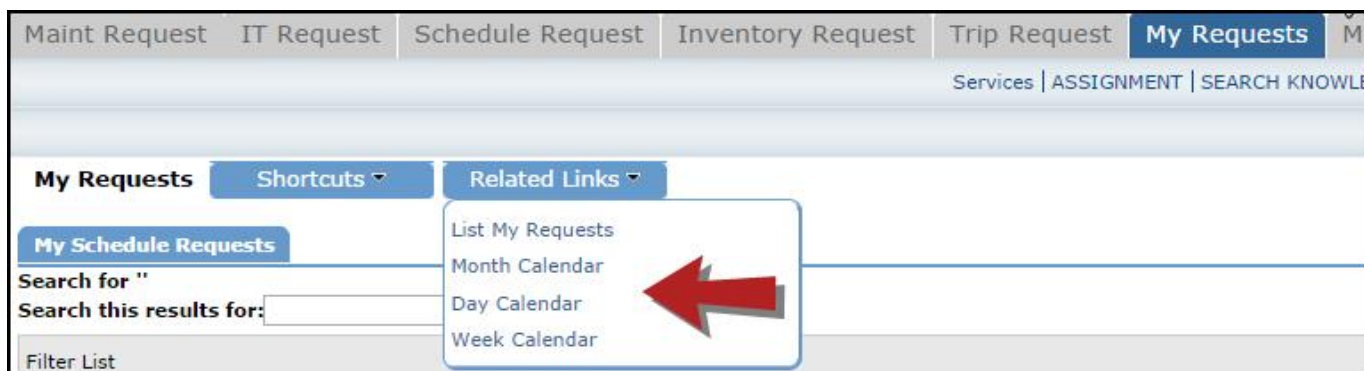 Maint Request IT Request Schedule Request Inventory Request Trip Request My Requests M
Services | ASSIGNMENT | SEARCH KNOWLE
My Requests Shortcuts Related Links
List My Requests
Month Calendar
Day Calendar
Week Calendar
My Schedule Requests
Search for ''
Search this results for:
Filter List